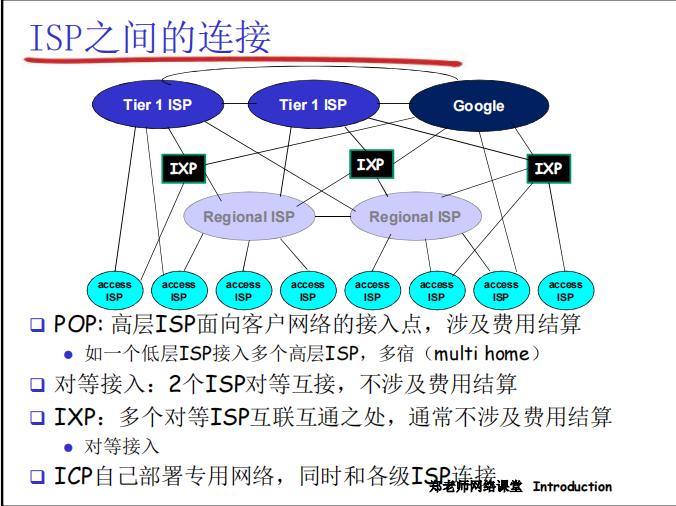 ISP之间的连接
Tier 1 ISP
Tier 1 ISP
Google
IXP
IXP
IXP
Regional ISP
Regional ISP
access
ISP
access
ISP
access
ISP
access
ISP
access
ISP
access
ISP
access
ISP
access
ISP
POP: 高层ISP面向客户网络的接入点，涉及费用结算
如一个低层ISP接入多个高层ISP，多宿（multi home）
对等接入：2个ISP对等互接，不涉及费用结算
IXP：多个对等ISP互联互通之处，通常不涉及费用结算
对等接入
ICP自己部署专用网络，同时和各级ISP连接
郑老师网络课堂 Introduction